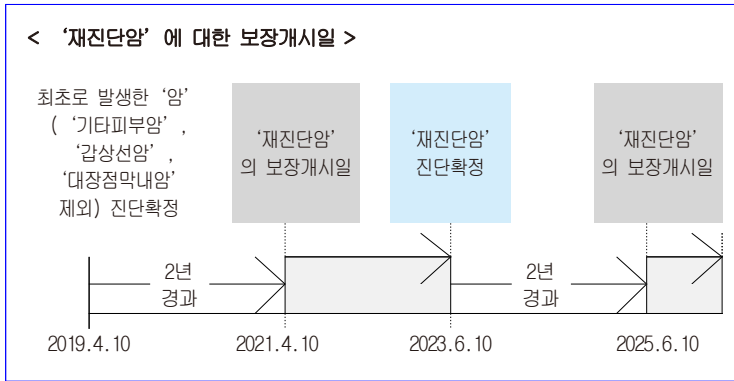 < ‘재진단암’ 에 대한 보장개시일 >
최초로 발생한 ‘암’
( ‘기타피부암’ ,
‘갑상선암’ ,
‘대장점막내암’
제외) 진단확정
‘재진단암’
의 보장개시일
‘재진단암’
진단확정
‘재진단암’
의 보장개시일
2년
경과
2년
경과
2019.4.10
2021.4.10
2023.6.10
2025.6.10